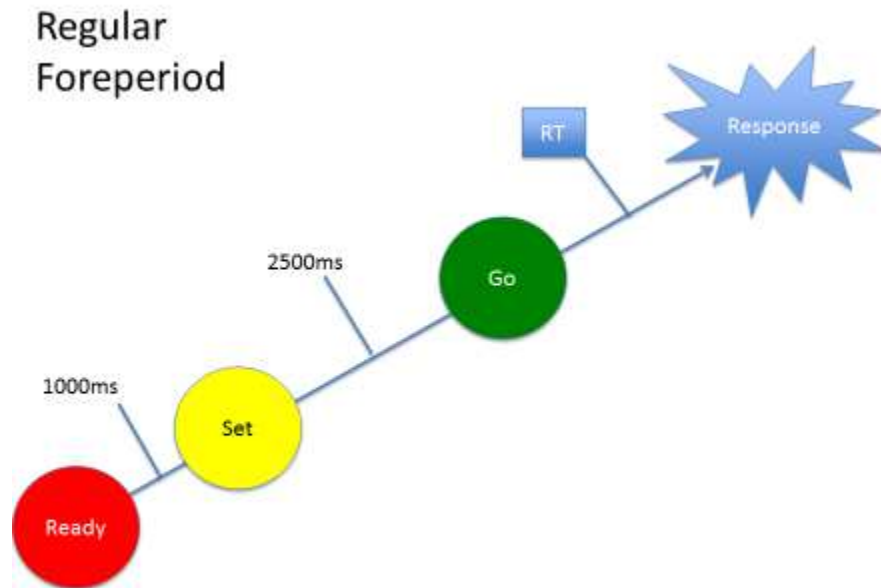 Regular
Foreperiod
RT
Response
2500ms
Go
1000ms
Set
Ready